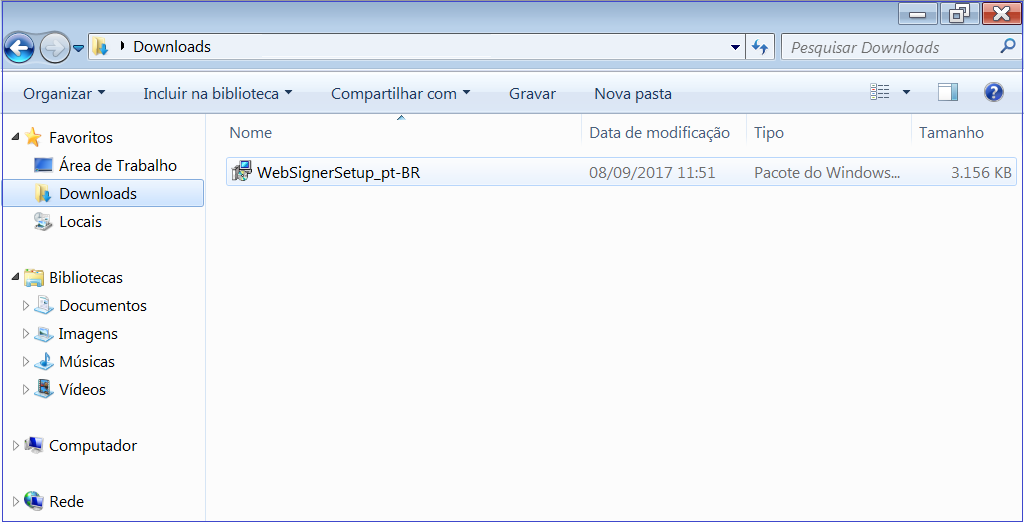 Downloads
Pesquisar Downloads
Organizar Incluir na biblioteca Compartilhar com Gravar Nova pasta
Favoritos
Área de Trabalho
Downloads
Locais
Bibliotecas
Documentos
Imagens
Músicas
Vídeos
Computador
Rede
Nome Data de modificação Tipo Tamanho
WebSignerSetup_pt-BR 08/09/2017 11:51 Pacote do Windows... 3.156 KB